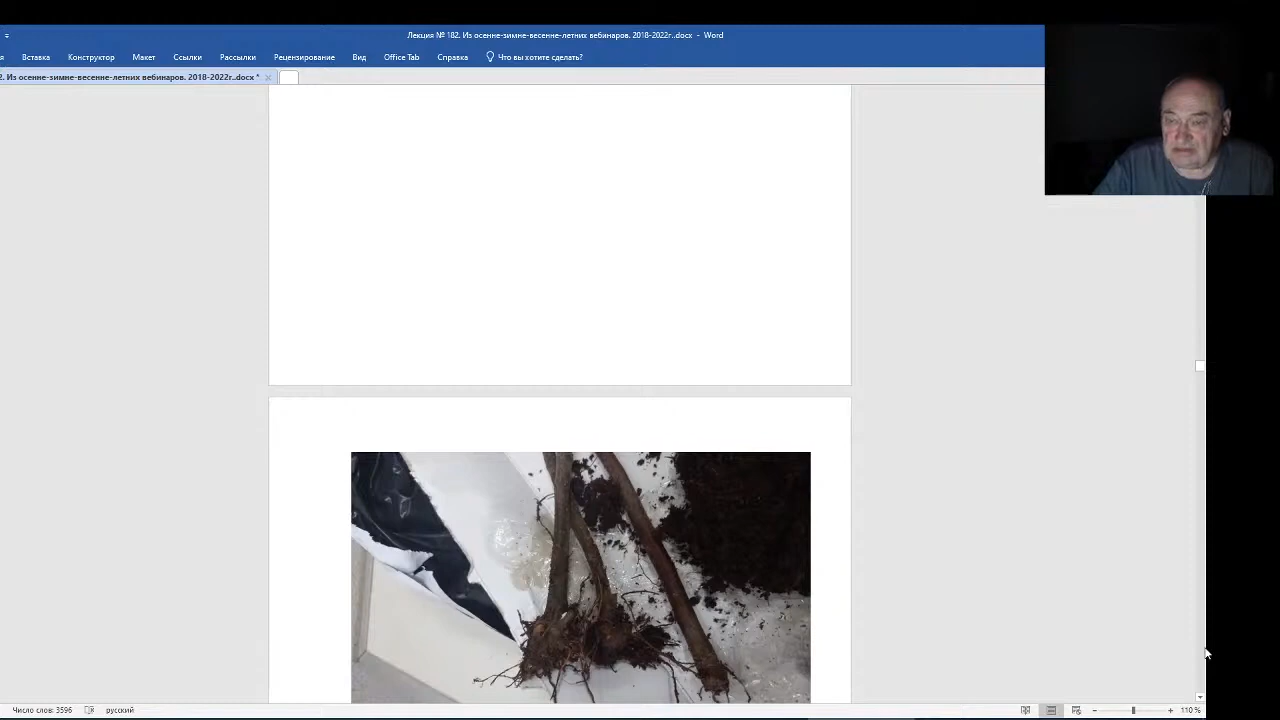 Лекция № 182. Из осенне-зимне-весенне-летних вебинаров. 2018-2022г..docx - Word
я Вставка Конструктор Макет Ссылки Рассылки Рецензирование Вид Office Tab Справка Что вы хотите сделать?
2. Из осенне-зимне-весенне-летних вебинаров. 2018-2022г..docx *
Число слов: 3596 русский 110 %